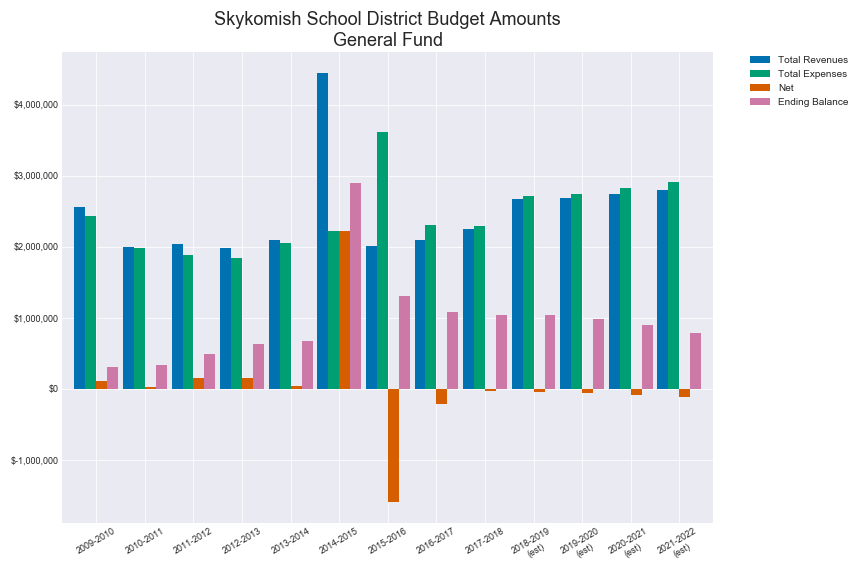 Skykomish School District Budget Amounts
General Fund
Total Revenues
Total Expenses
Net
Ending Balance
$4,000,000
$3,000,000
$2,000,000
$1,000,000
$0
$-1,000,000
2009-2010
2010-2011
2011-2012
2012-2013
2013-2014
2014-2015
2015-2016
2016-2017
2017-2018
2018-2019
(est)
2019-2020
(est)
2020-2021
(est)
2021-2022
(est)